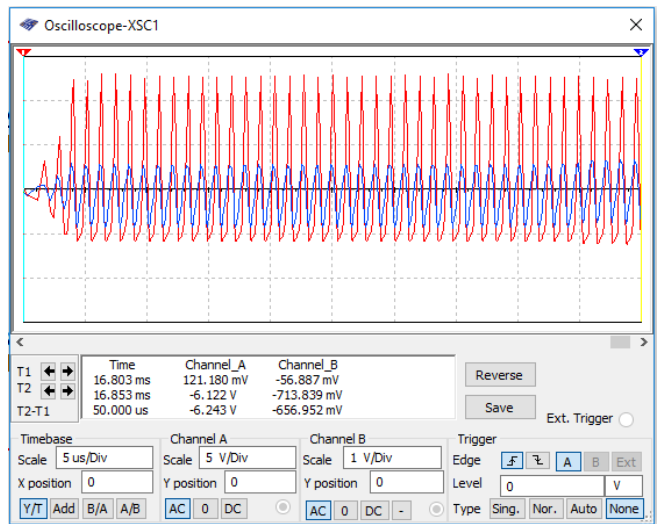 Oscilloscope-XSC1
1 2
T1
T2
T2-T1
Time Channel_A Channel_B
16.803 ms 121.180 mV -56.887 mV
16.853 ms -6.122 V -713.839 mV
50.000 us -6.243 V -656.952 mV
Reverse
Save
Ext. Trigger
Timebase
Scale 5 us/Div
X position 0
Y/T Add B/A A/B
Channel A
Scale 5 V/Div
Y position 0
AC 0 DC
Channel B
Scale 1 V/Div
Y position 0
AC 0 DC -
Trigger
Edge A B Ext
Level 0 V
Type Sing. Nor. Auto None